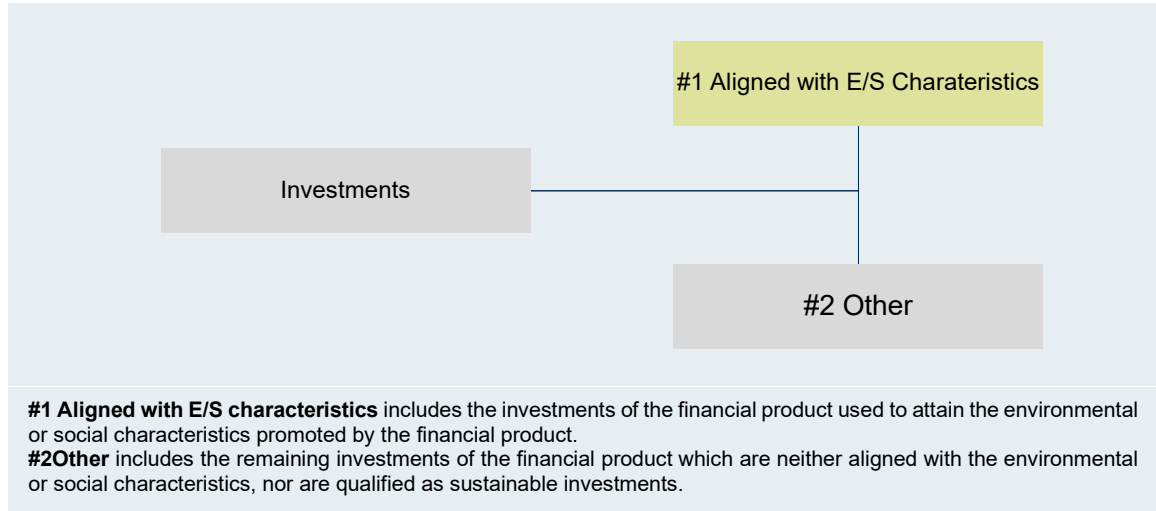 #1 Aligned with E/S Charateristics
Investments
#2 Other
#1 Aligned with E/S characteristics includes the investments of the financial product used to attain the environmental
or social characteristics promoted by the financial product.
#2Other includes the remaining investments of the financial product which are neither aligned with the environmental
or social characteristics, nor are qualified as sustainable investments.